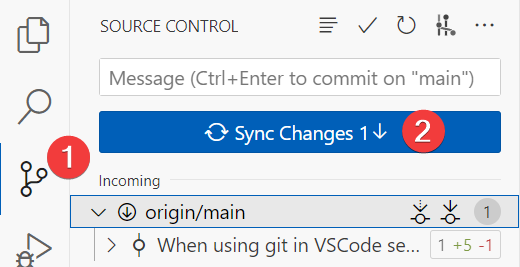 SOURCE CONTROL
Message (Ctrl+Enter to commit on "main")
1
Sync Changes 1↓
2
Incoming
origin/main
1
When using git in VSCode se...
1 +5 -1